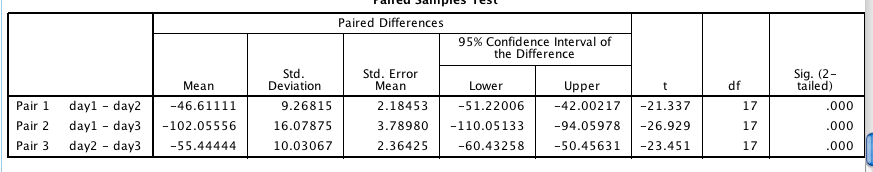 Paired Samples Test
Paired Differences
95% Confidence Interval of
the Difference
Mean Std. Deviation Std. Error Mean Lower Upper t df Sig. (2-tailed)
Pair 1 day1 - day2 -46.61111 9.26815 2.18453 -51.22006 -42.00217 -21.337 17 .000
Pair 2 day1 - day3 -102.05556 16.07875 3.78980 -110.05133 -94.05978 -26.929 17 .000
Pair 3 day2 - day3 -55.44444 10.03067 2.36425 -60.43258 -50.45631 -23.451 17 .000